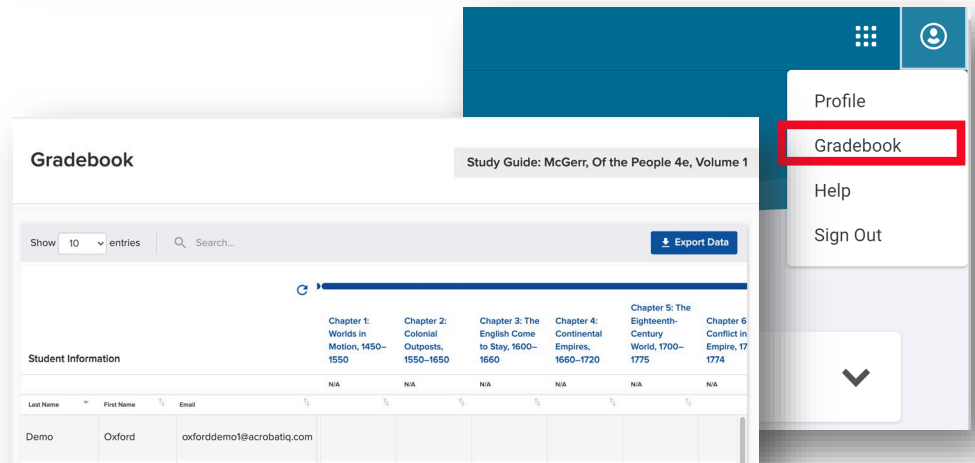 Profile
Gradebook
Help
Sign Out
Gradebook
Study Guide: McGerr, Of the People 4e, Volume 1
Show 10 entries
Search...
Export Data
Student Information
Chapter 1:
Worlds in
Motion, 1450–
1550
Chapter 2:
Colonial
Outposts,
1550–1650
Chapter 3: The
English Come
to Stay, 1600–
1660
Chapter 4:
Continental
Empires,
1660–1720
Chapter 5: The
Eighteenth-
Century
World, 1700–
1775
Chapter 6
Conflict in
Empire, 17
1774
N/A N/A N/A N/A N/A N/A
Last Name First Name Email
Demo Oxford oxforddemo1@acrobatiq.com